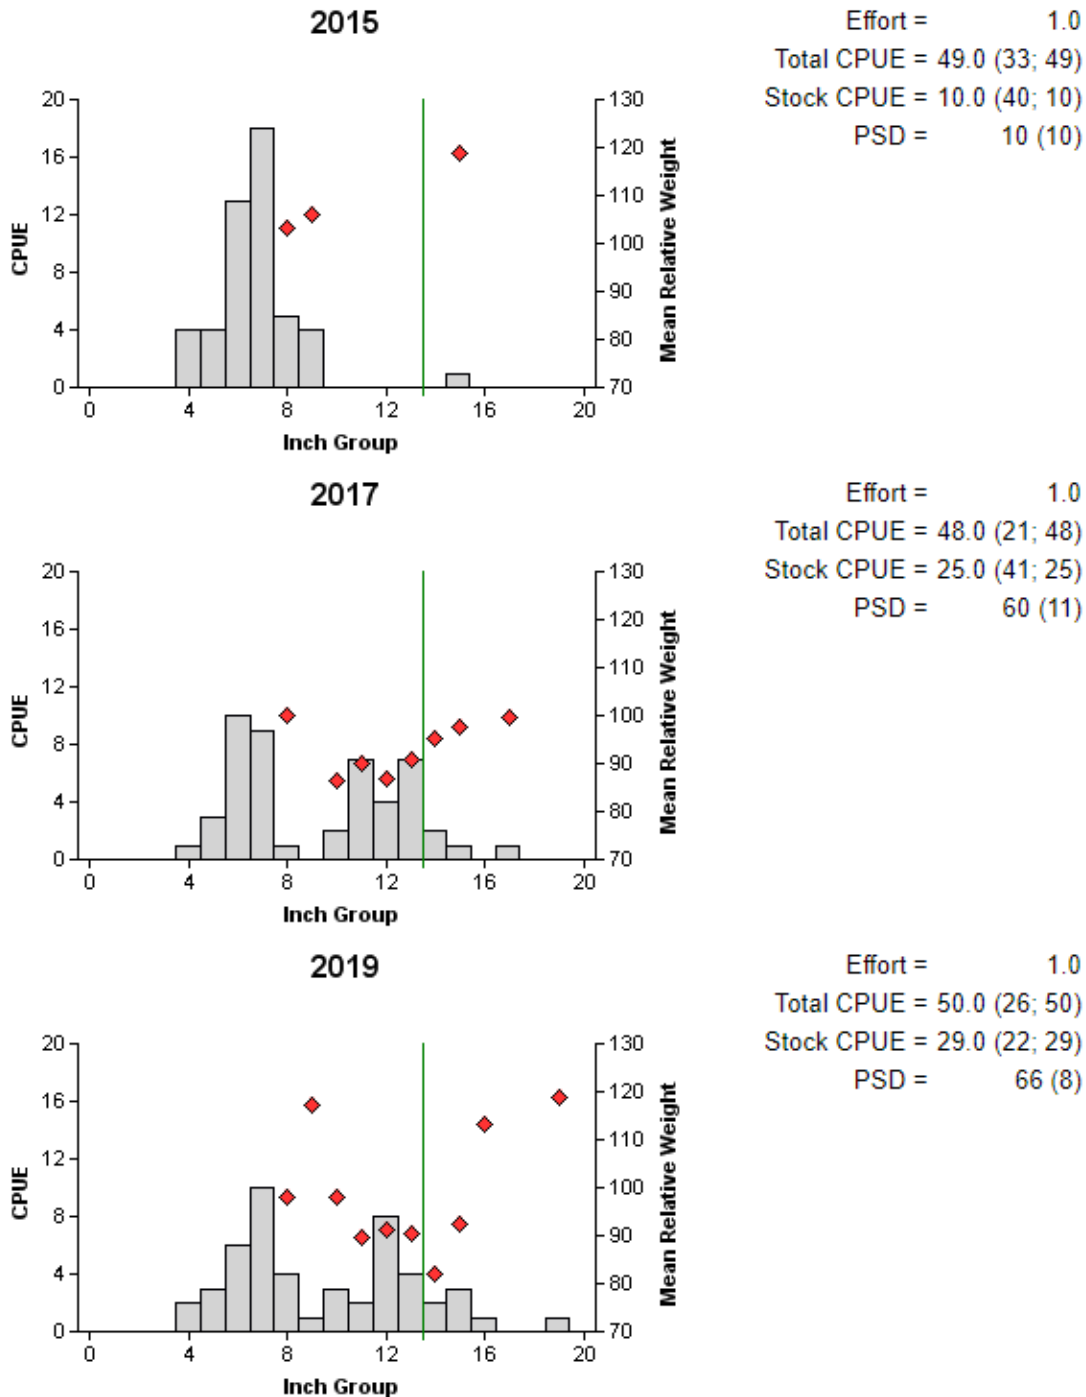 2015
Effort = 1.0
Total CPUE = 49.0 (33; 49)
Stock CPUE = 10.0 (40; 10)
PSD = 10 (10)
20
16
12
8
4
0
CPUE
130
120
110
100
90
80
70
Mean Relative Weight
0 4 8 12 16 20
Inch Group
2017
Effort = 1.0
Total CPUE = 48.0 (21; 48)
Stock CPUE = 25.0 (41; 25)
PSD = 60 (11)
20
16
12
8
4
0
CPUE
130
120
110
100
90
80
70
Mean Relative Weight
0 4 8 12 16 20
Inch Group
2019
Effort = 1.0
Total CPUE = 50.0 (26; 50)
Stock CPUE = 29.0 (22; 29)
PSD = 66 (8)
20
16
12
8
4
0
CPUE
130
120
110
100
90
80
70
Mean Relative Weight
0 4 8 12 16 20
Inch Group